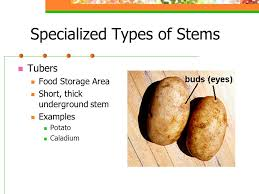 Specialized Types of Stems
Tubers
Food Storage Area
Short, thick
underground stem
Examples
Potato
Caladium
buds (eyes)